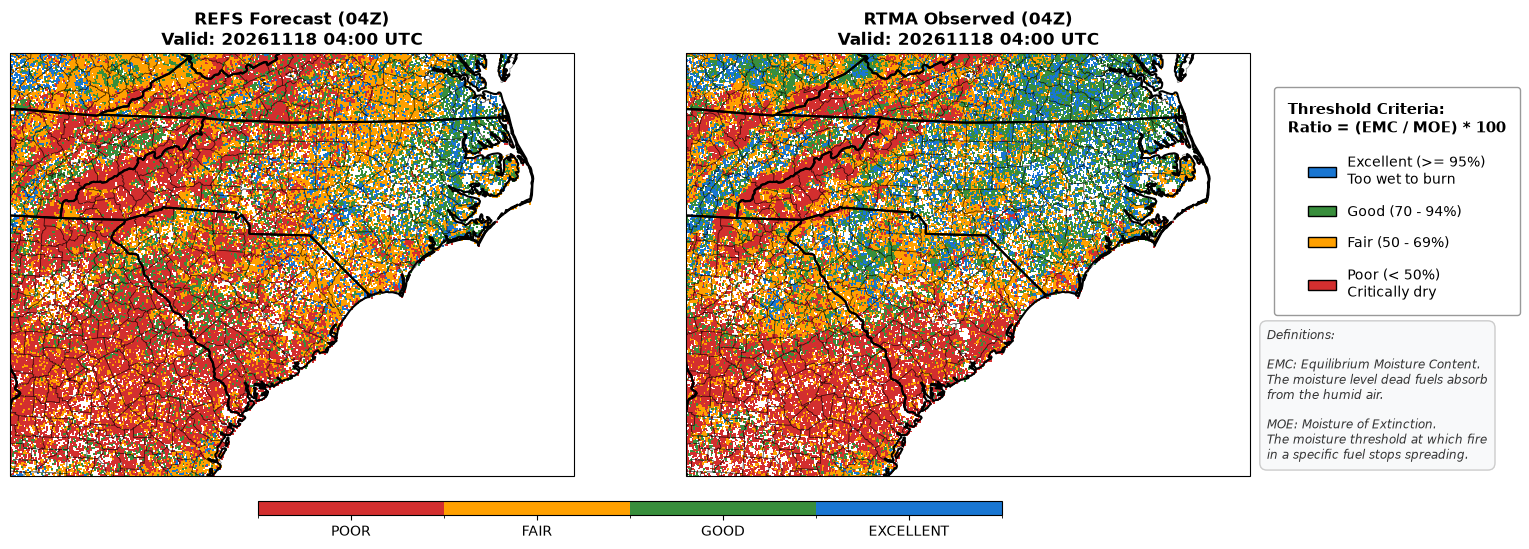 REFS Forecast (04Z)
Valid: 20261118 04:00 UTC
RTMA Observed (04Z)
Valid: 20261118 04:00 UTC
Threshold Criteria:
Ratio = (EMC / MOE) * 100
Excellent (>= 95%)
Too wet to burn
Good (70 - 94%)
Fair (50 - 69%)
Poor (< 50%)
Critically dry
Definitions:
EMC: Equilibrium Moisture Content.
The moisture level dead fuels absorb
from the humid air.
MOE: Moisture of Extinction.
The moisture threshold at which fire
in a specific fuel stops spreading.
POOR FAIR GOOD EXCELLENT